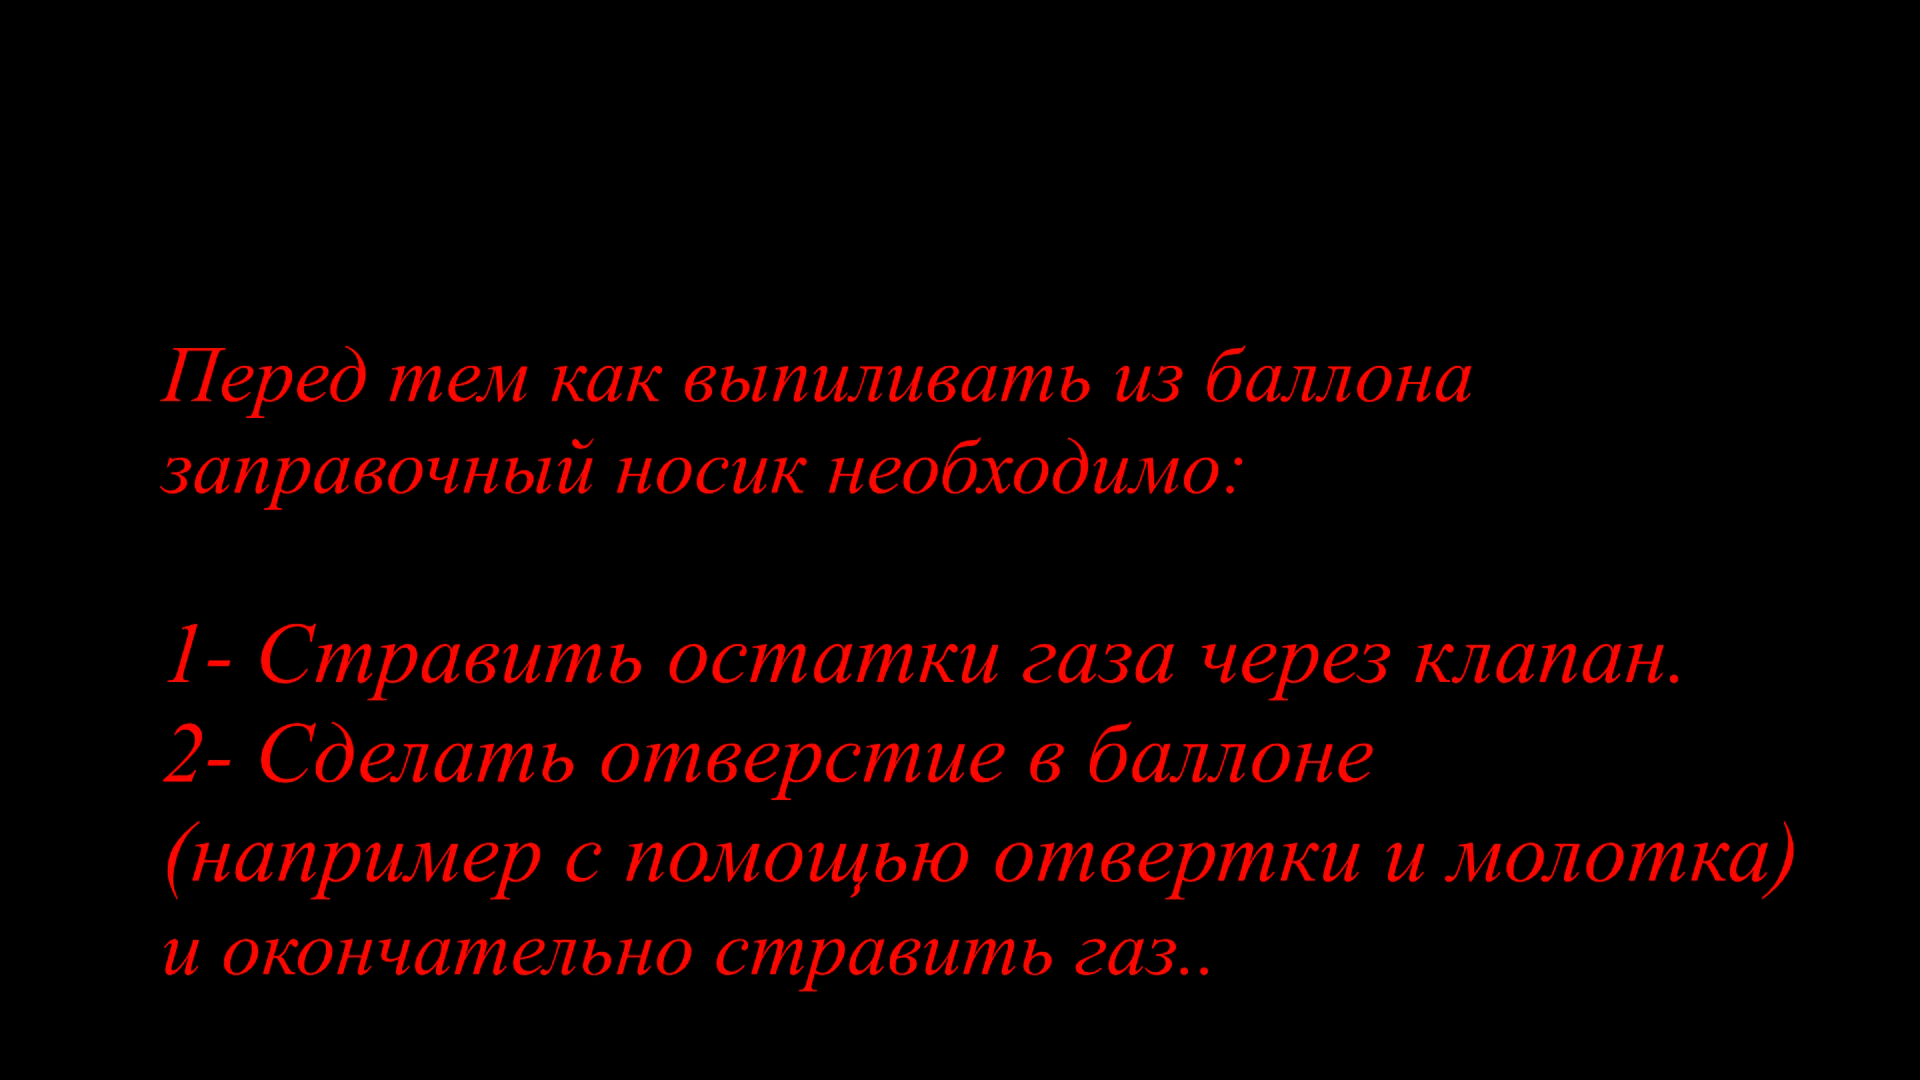 Перед тем как выпиливать из баллона
заправочный носик необходимо:
1- Стравить остатки газа через клапан.
2- Сделать отверстие в баллоне
(например с помощью отвертки и молотка)
и окончательно стравить газ..